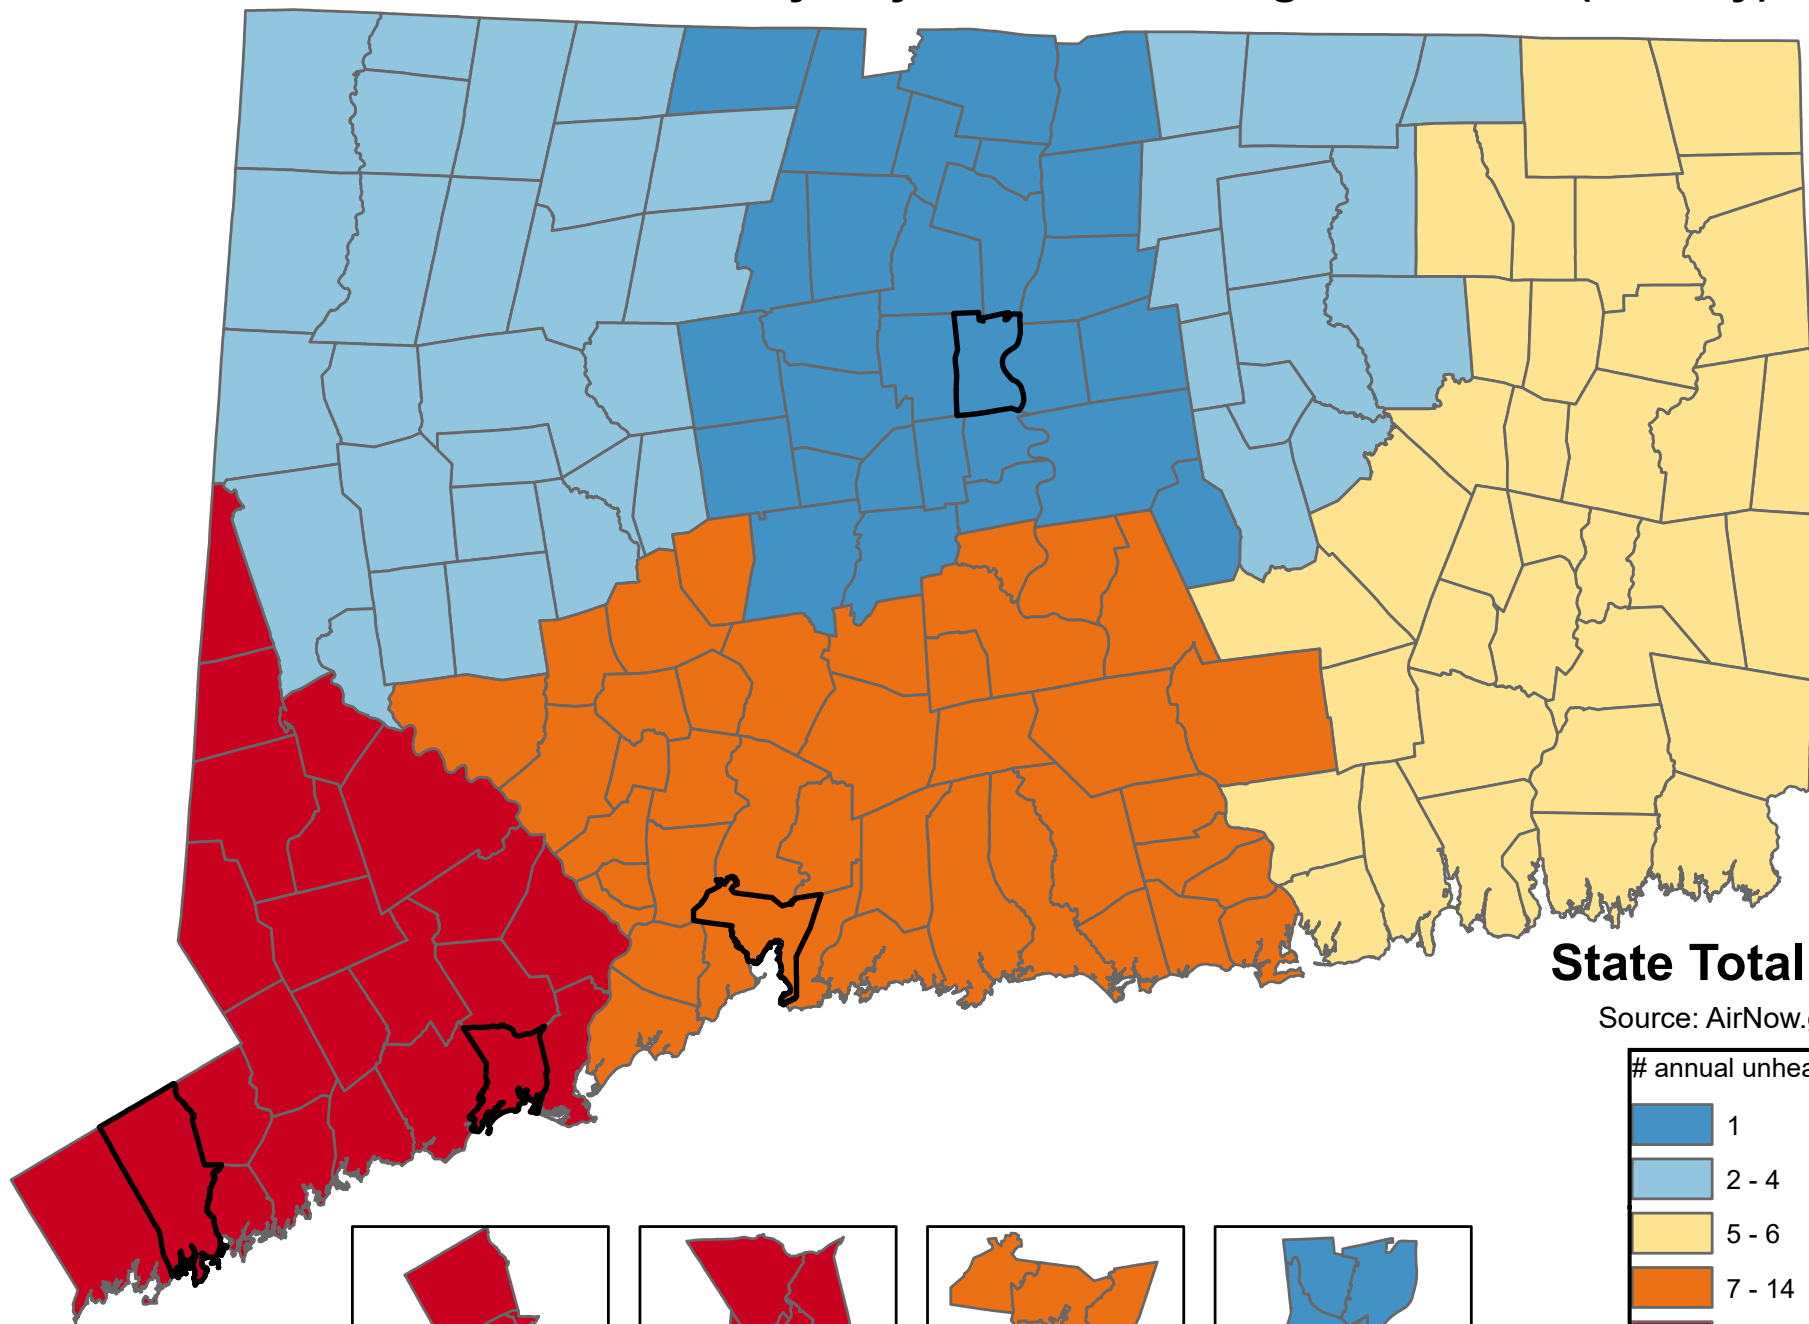 State Total
Source: AirNow.g
# annual unhea
1
2 - 4
5 - 6
7 - 14